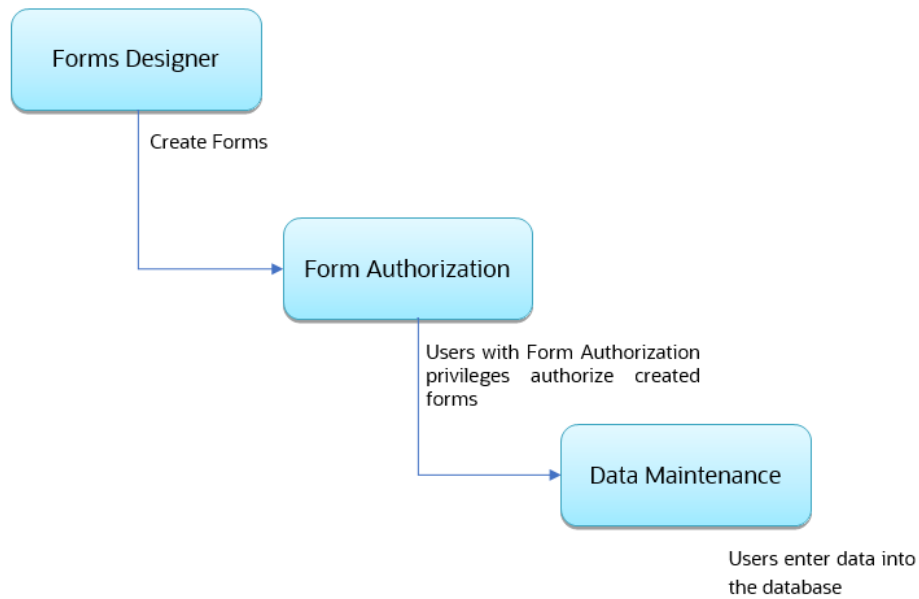 Forms Designer
Create Forms
Form Authorization
Users with Form Authorization
privileges authorize created
forms
Data Maintenance
Users enter data into
the database